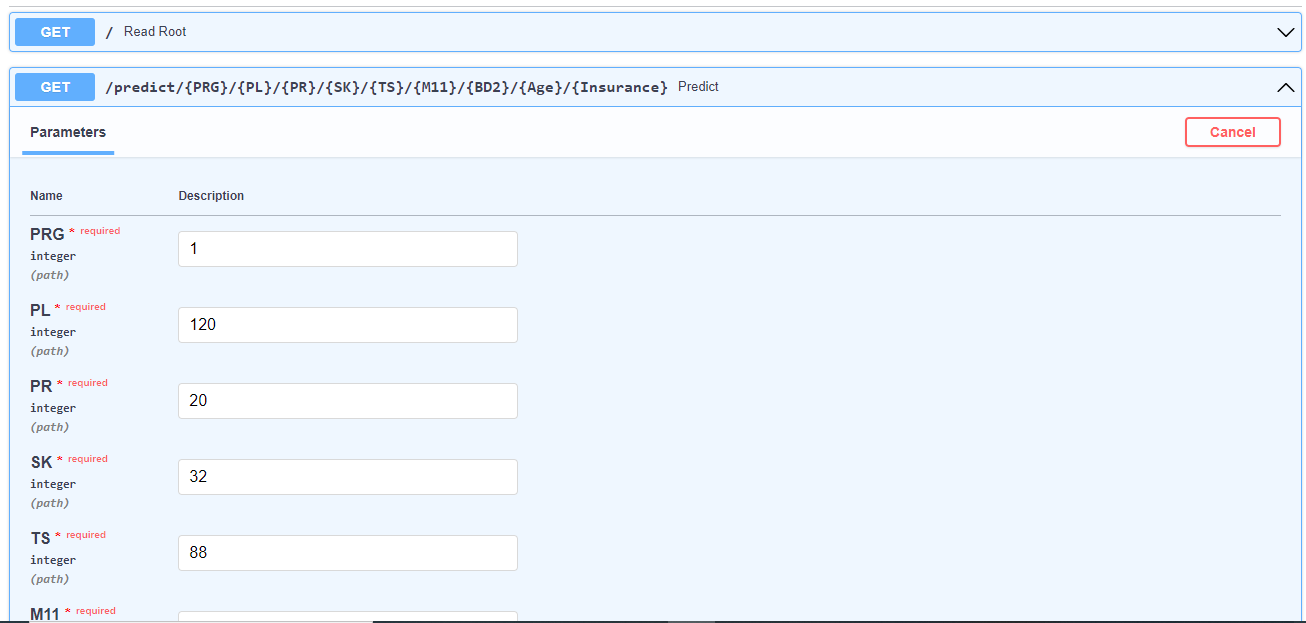 GET / Read Root
GET /predict/{PRG}/{PL}/{PR}/{SK}/{TS}/{M11}/{BD2}/{Age}/{Insurance} Predict
Parameters Cancel
Name Description
PRG * required
integer
(path)
1
PL * required
integer
(path)
120
PR * required
integer
(path)
20
SK * required
integer
(path)
32
TS * required
integer
(path)
88
M11 * required